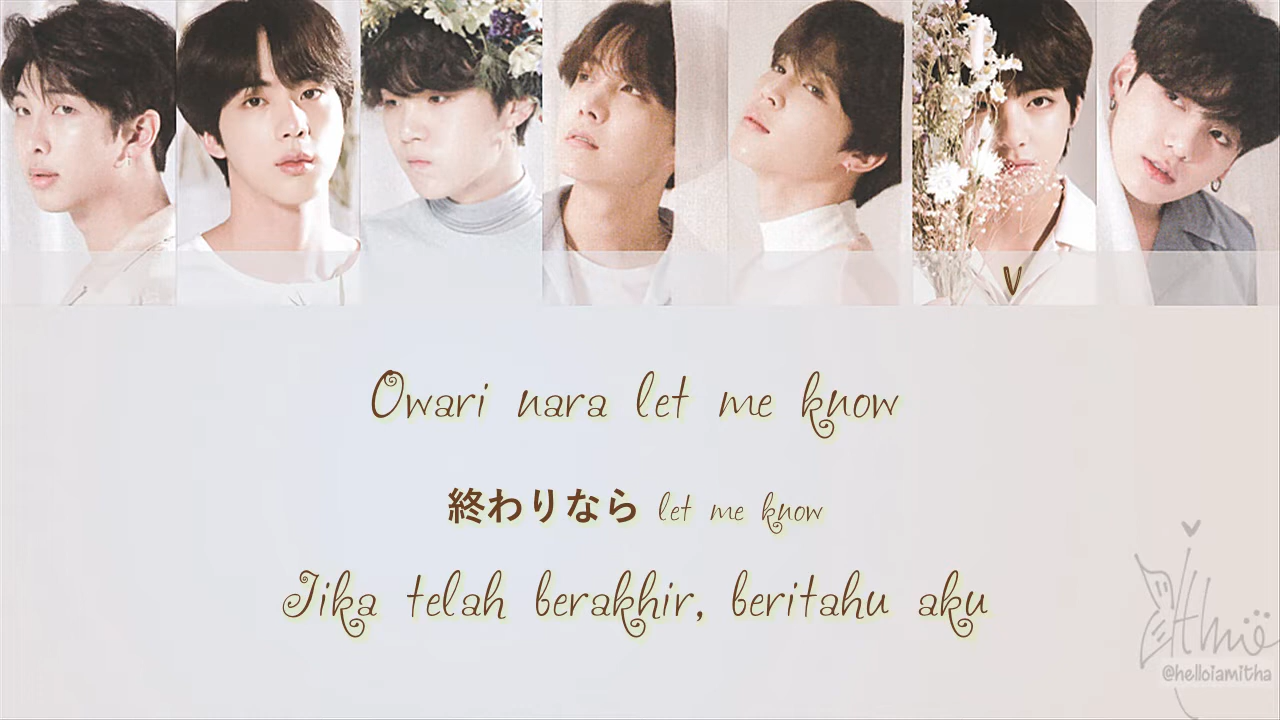 V
Owari nara let me know
終わりなら let me know
Jika telah berakhir, beritahu aku
@helloiamitha